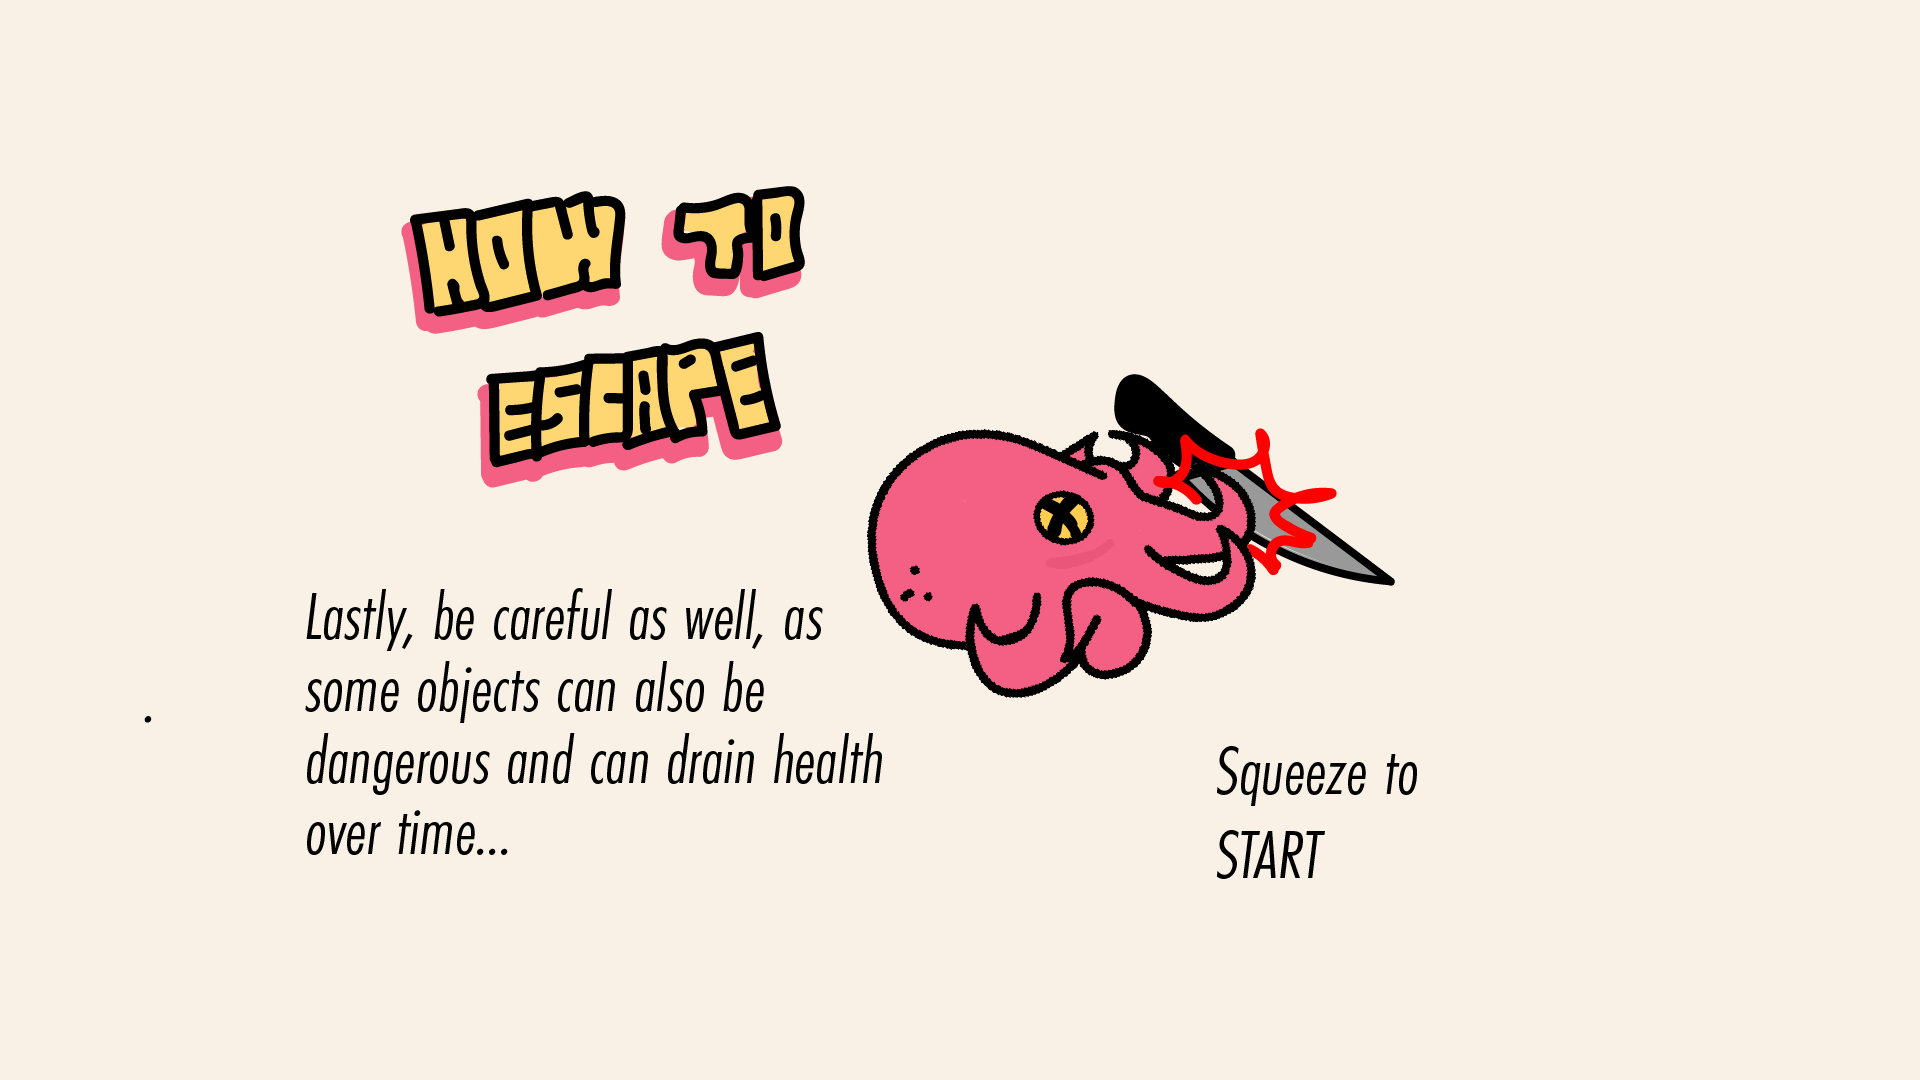 HOW TO
ESCAPE
Lastly, be careful as well, as
some objects can also be
dangerous and can drain health
over time...
.
Squeeze to
START